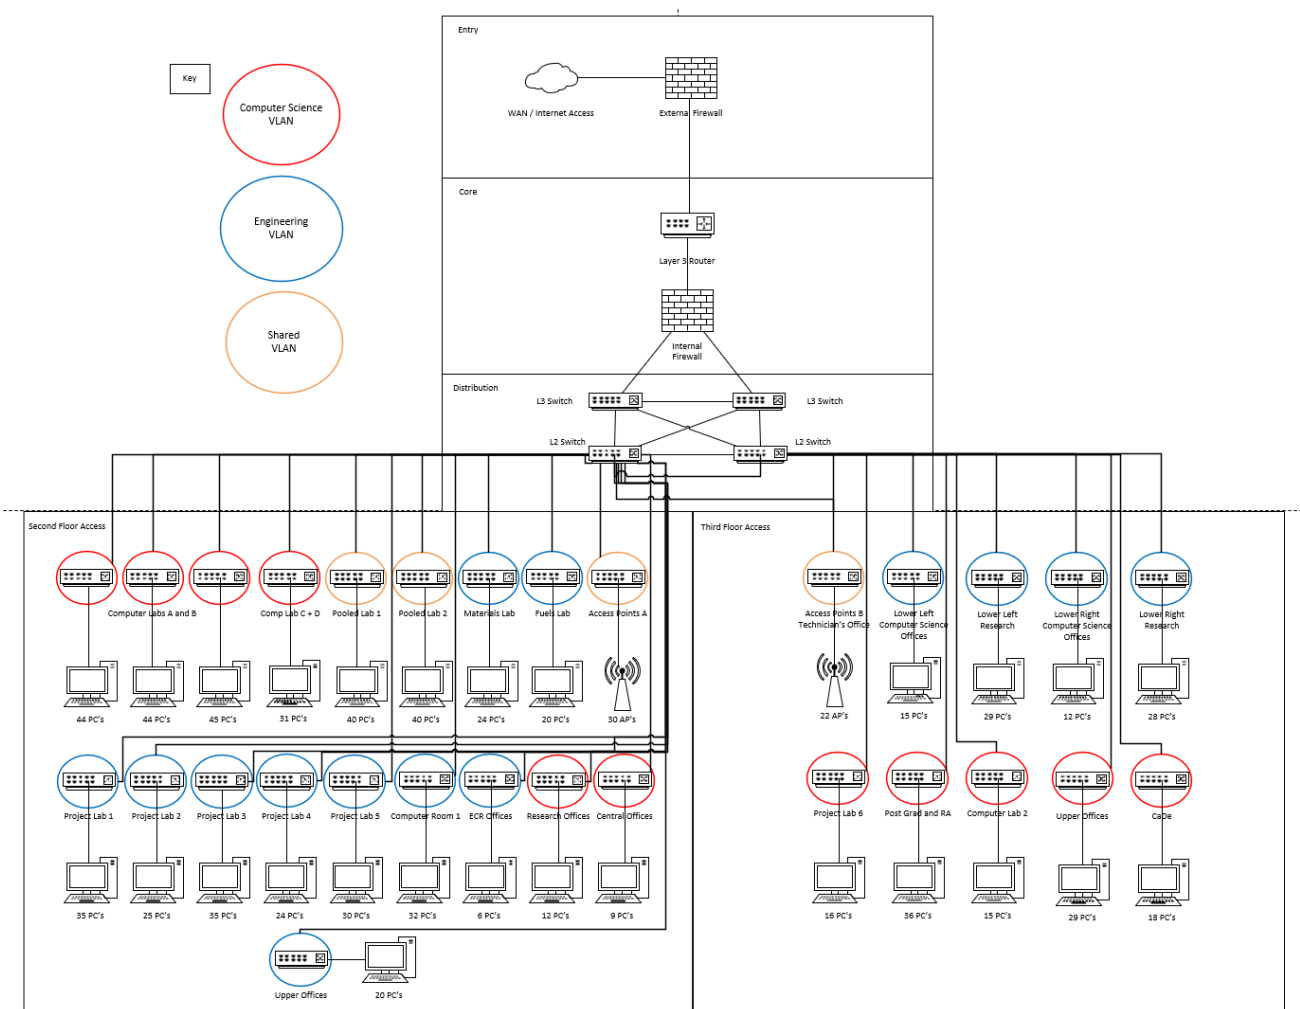 Entry
Key
Computer Science
VLAN
WAN / Internet Access
External Firewall
Core
Engineering
VLAN
Layer 3 Router
Shared
VLAN
Internal
Firewall
Distribution
L3 Switch
L3 Switch
L2 Switch
L2 Switch
Second Floor Access
Third Floor Access
Computer Labs A and B
Comp Lab C + D
Pooled Lab 1
Pooled Lab 2
Materials Lab
Fuels Lab
Access Points A
Access Points B
Technician's Office
Lower Left
Computer Science
Offices
Lower Left
Research
Lower Right
Computer Science
Offices
Lower Right
Research
44 PC's
44 PC's
45 PC's
31 PC's
40 PC's
40 PC's
24 PC's
20 PC's
30 AP's
22 AP's
15 PC's
29 PC's
12 PC's
28 PC's
Project Lab 1
Project Lab 2
Project Lab 3
Project Lab 4
Project Lab 5
Computer Room 1
ECR Offices
Research Offices
Central Offices
Project Lab 6
Post Grad and RA
Computer Lab 2
Upper Offices
CaDe
35 PC's
25 PC's
35 PC's
24 PC's
30 PC's
32 PC's
6 PC's
12 PC's
9 PC's
16 PC's
36 PC's
15 PC's
29 PC's
18 PC's
Upper Offices
20 PC's